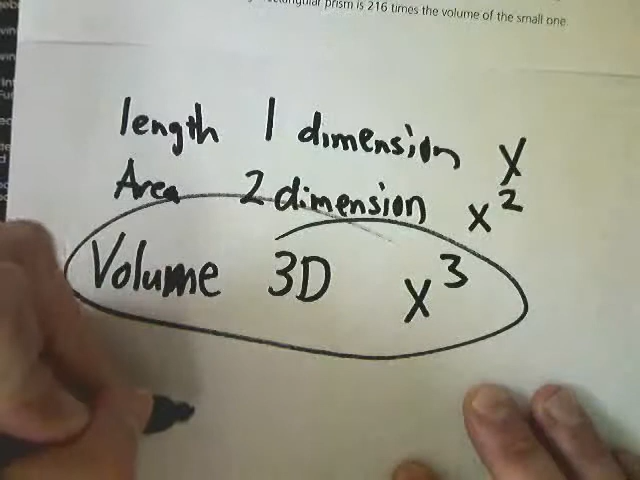 rectangular prism is 216 times the volume of the small one.
length 1 dimension x
Area 2 dimension x²
Volume 3D x³